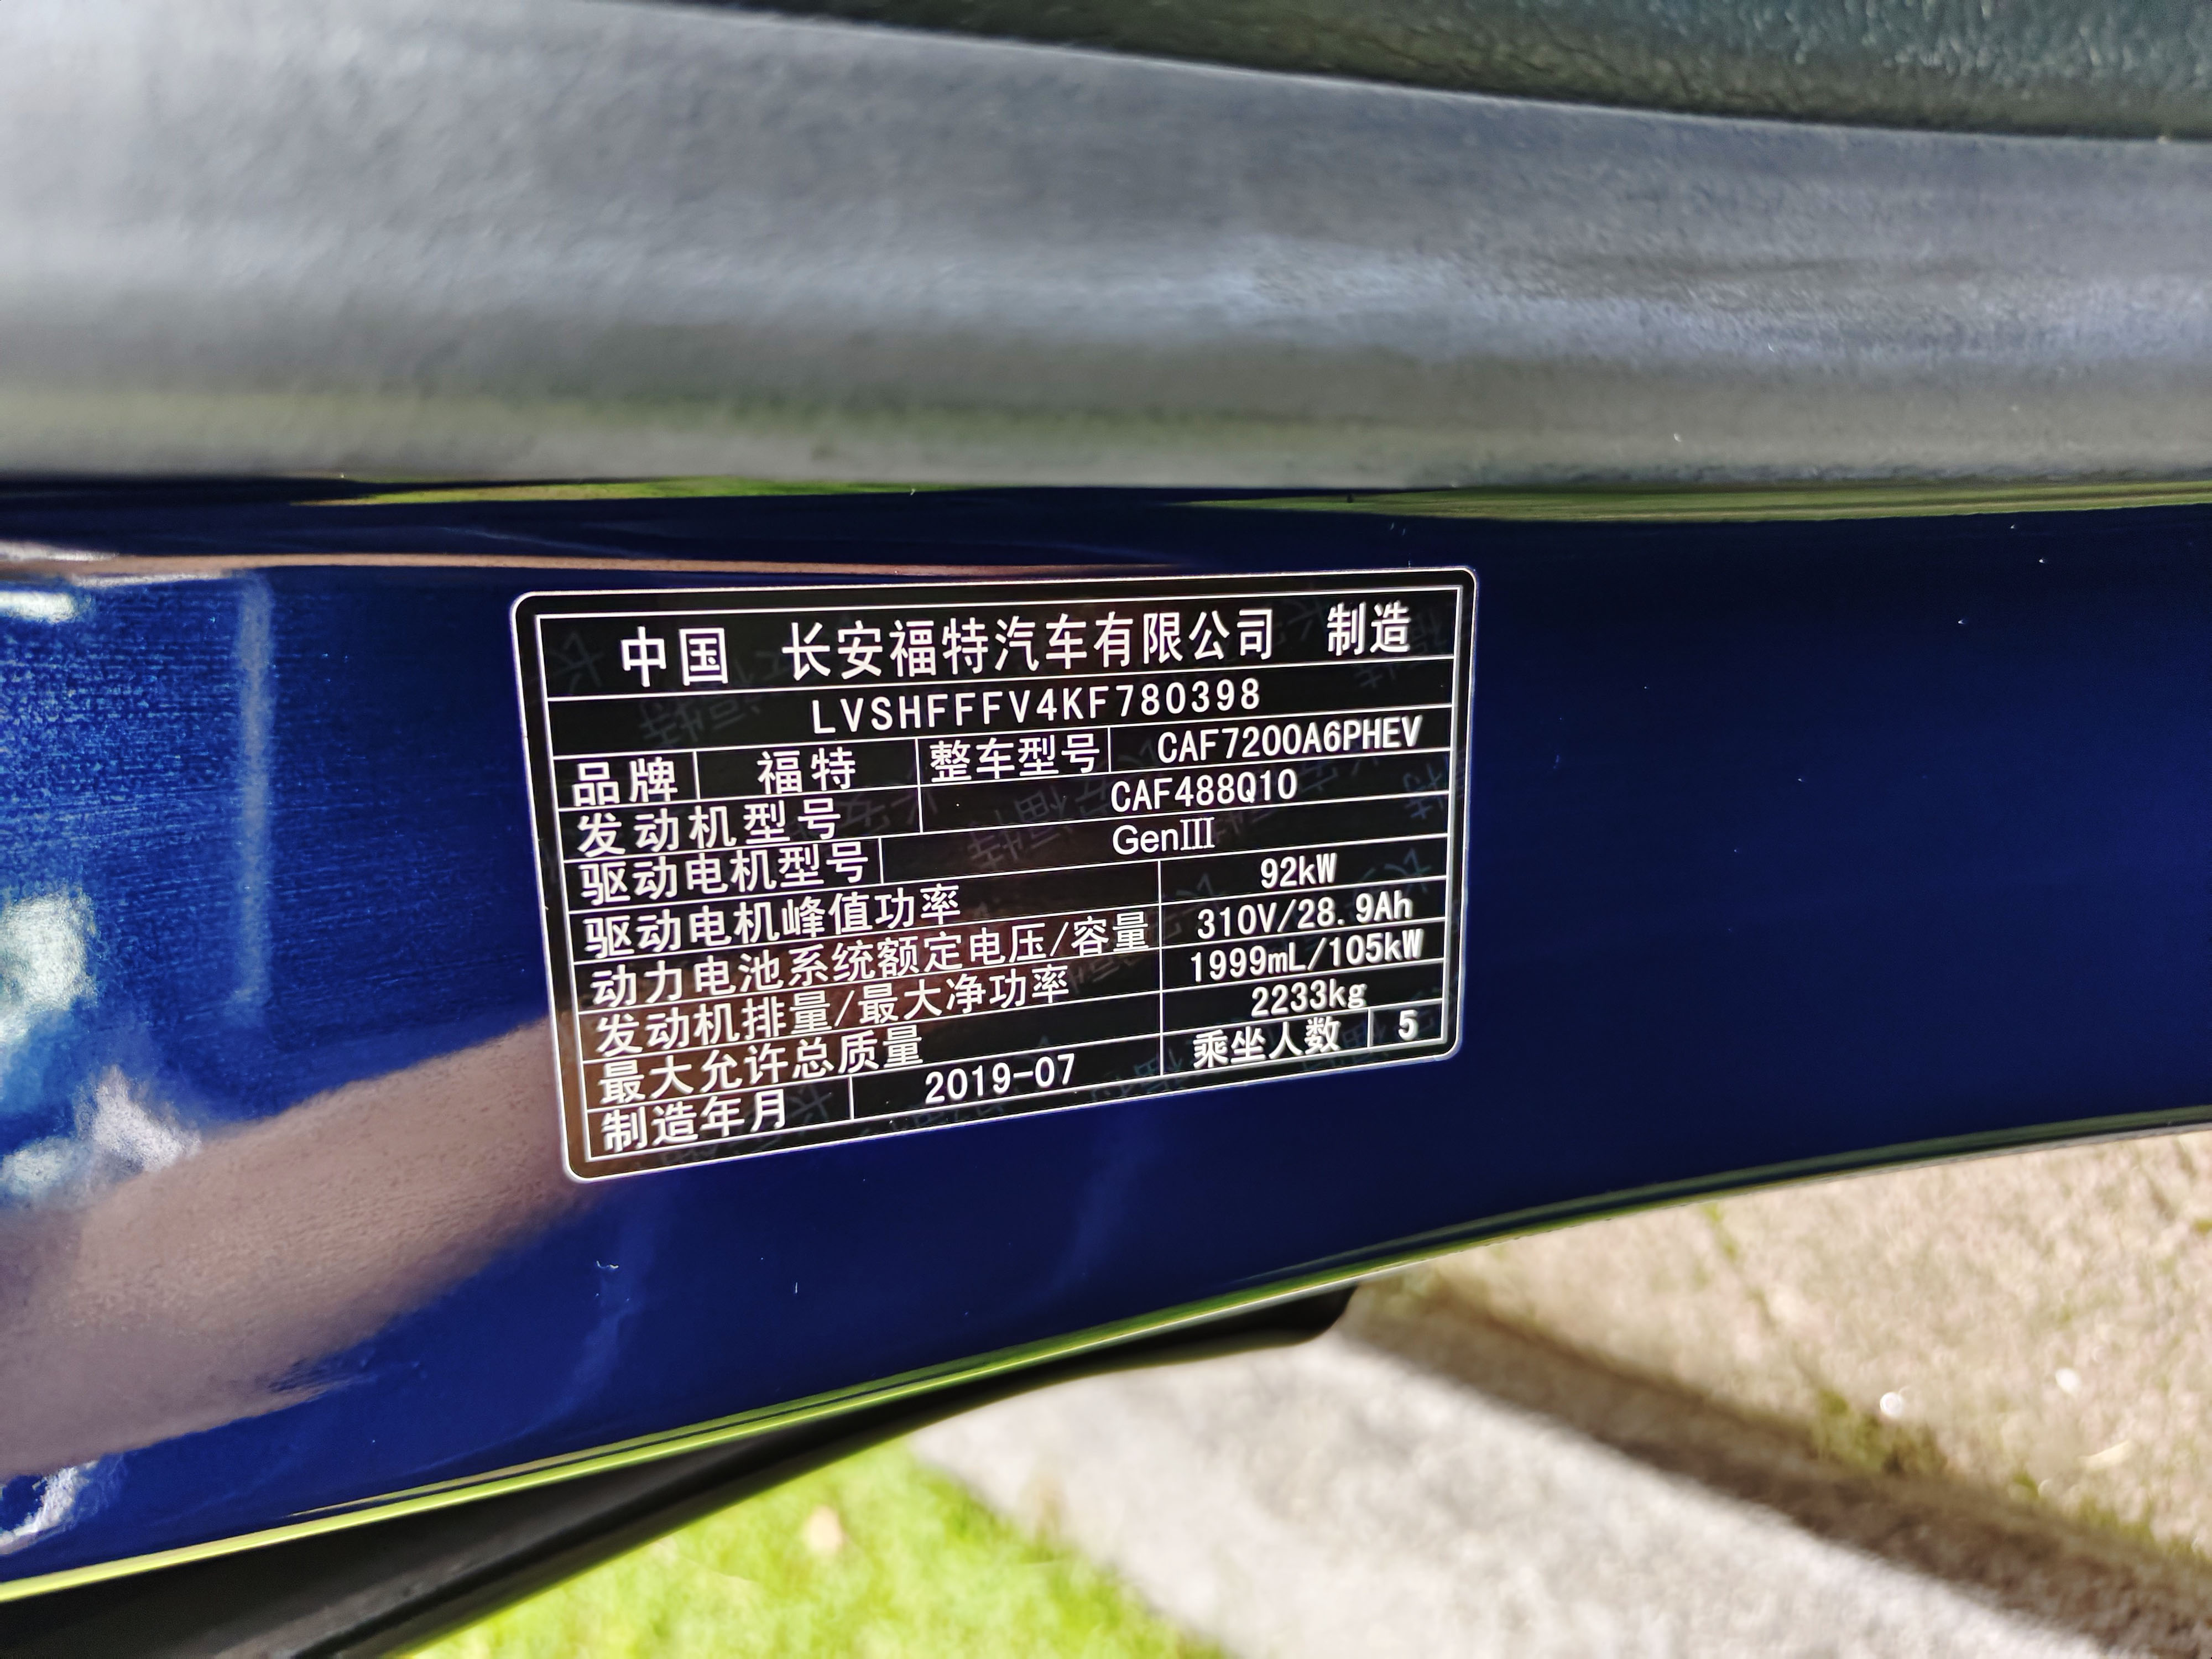 中国 长安福特汽车有限公司 制造
LVSHFFFV4KF780398
品牌 福特 整车型号 CAF7200A6PHEV
发动机型号 CAF488Q10
驱动电机型号 GenⅢ
驱动电机峰值功率 92kW
动力电池系统额定电压/容量 310V/28.9Ah
发动机排量/最大净功率 1999mL/105kW
最大允许总质量 2233kg
制造年月 2019-07 乘坐人数 5